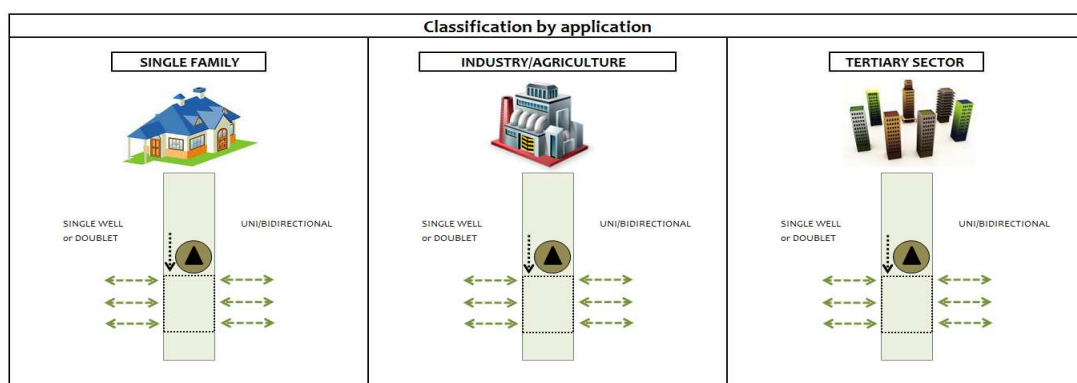 Classification by application
SINGLE FAMILY
SINGLE WELL
or DOUBLET
UNI/BIDIRECTIONAL
INDUSTRY/AGRICULTURE
SINGLE WELL
or DOUBLET
UNI/BIDIRECTIONAL
TERTIARY SECTOR
SINGLE WELL
or DOUBLET
UNI/BIDIRECTIONAL